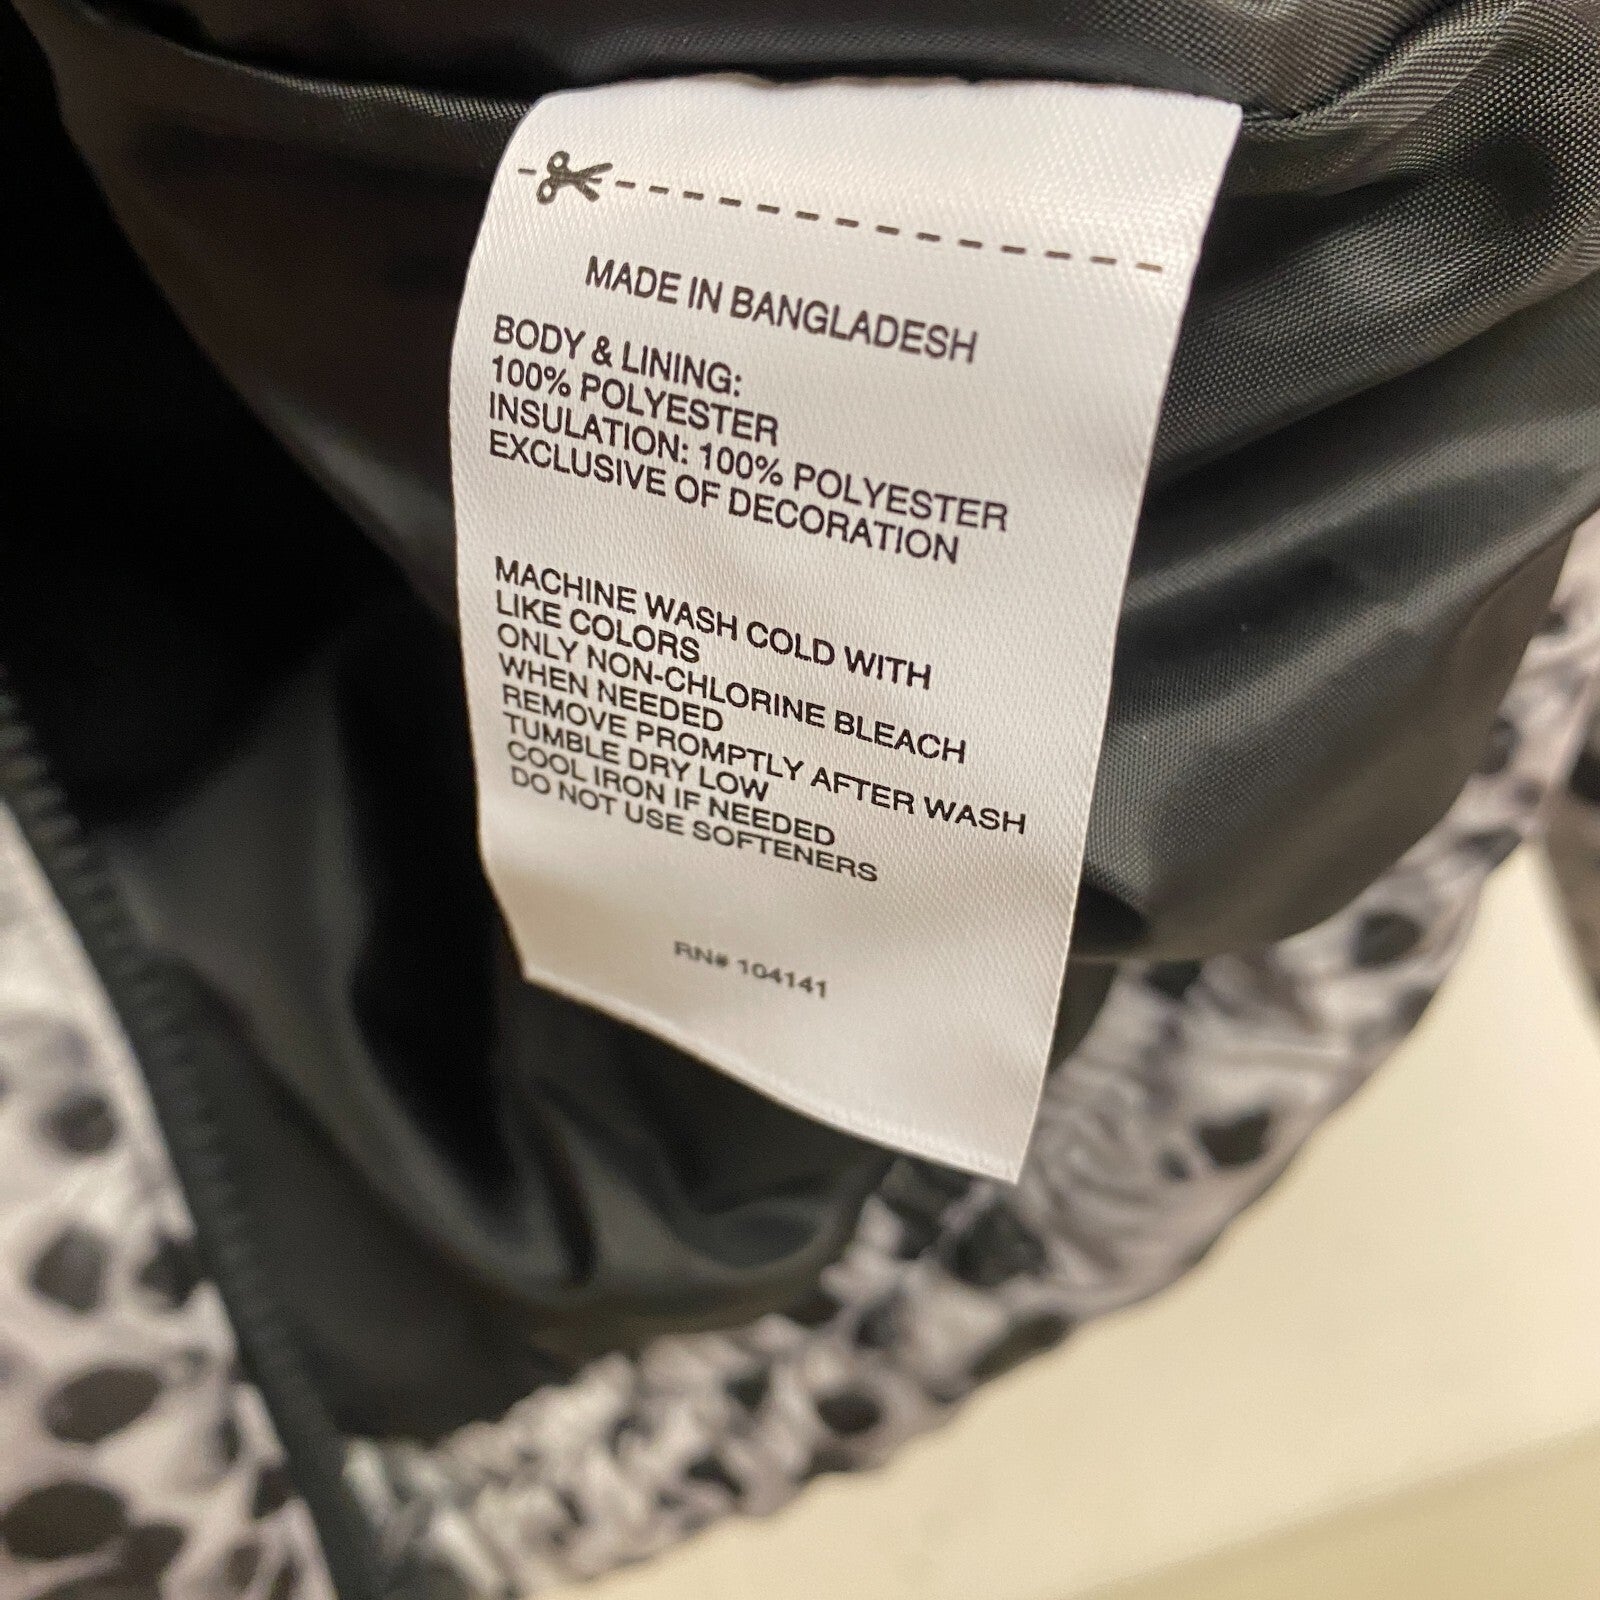 MADE IN BANGLADESH
BODY & LINING:
100% POLYESTER
INSULATION: 100% POLYESTER
EXCLUSIVE OF DECORATION
MACHINE WASH COLD WITH
LIKE COLORS
ONLY NON-CHLORINE BLEACH
WHEN NEEDED
REMOVE PROMPTLY AFTER WASH
TUMBLE DRY LOW
COOL IRON IF NEEDED
DO NOT USE SOFTENERS
RN# 104141